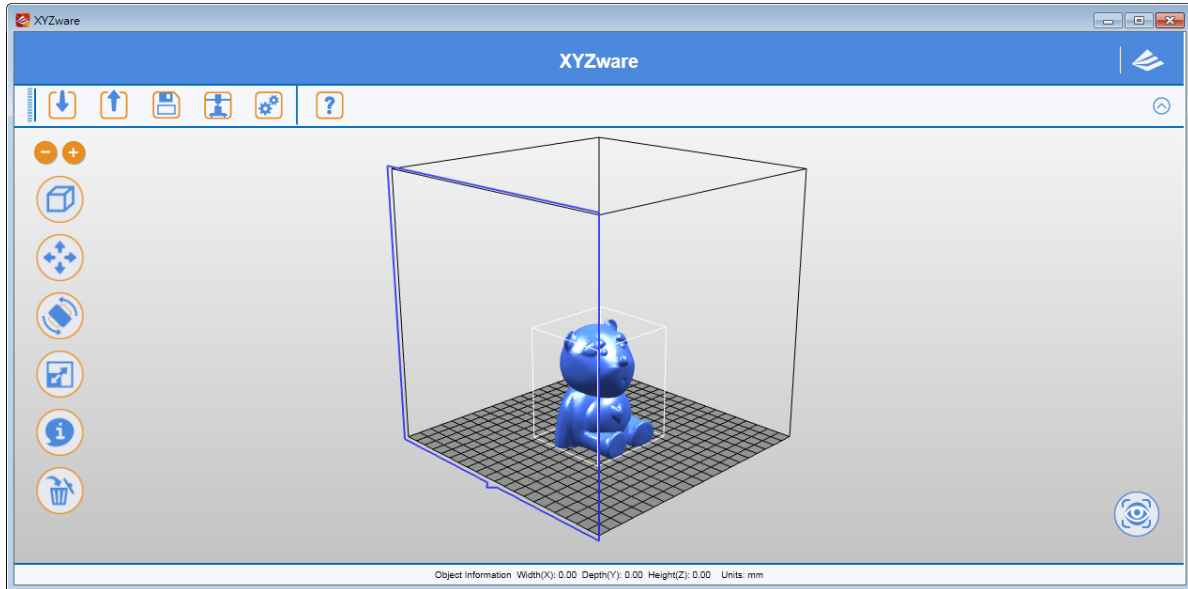 XYZware
XYZware
?
i
Object Information Width(X): 0.00 Depth(Y): 0.00 Height(Z): 0.00 Units: mm